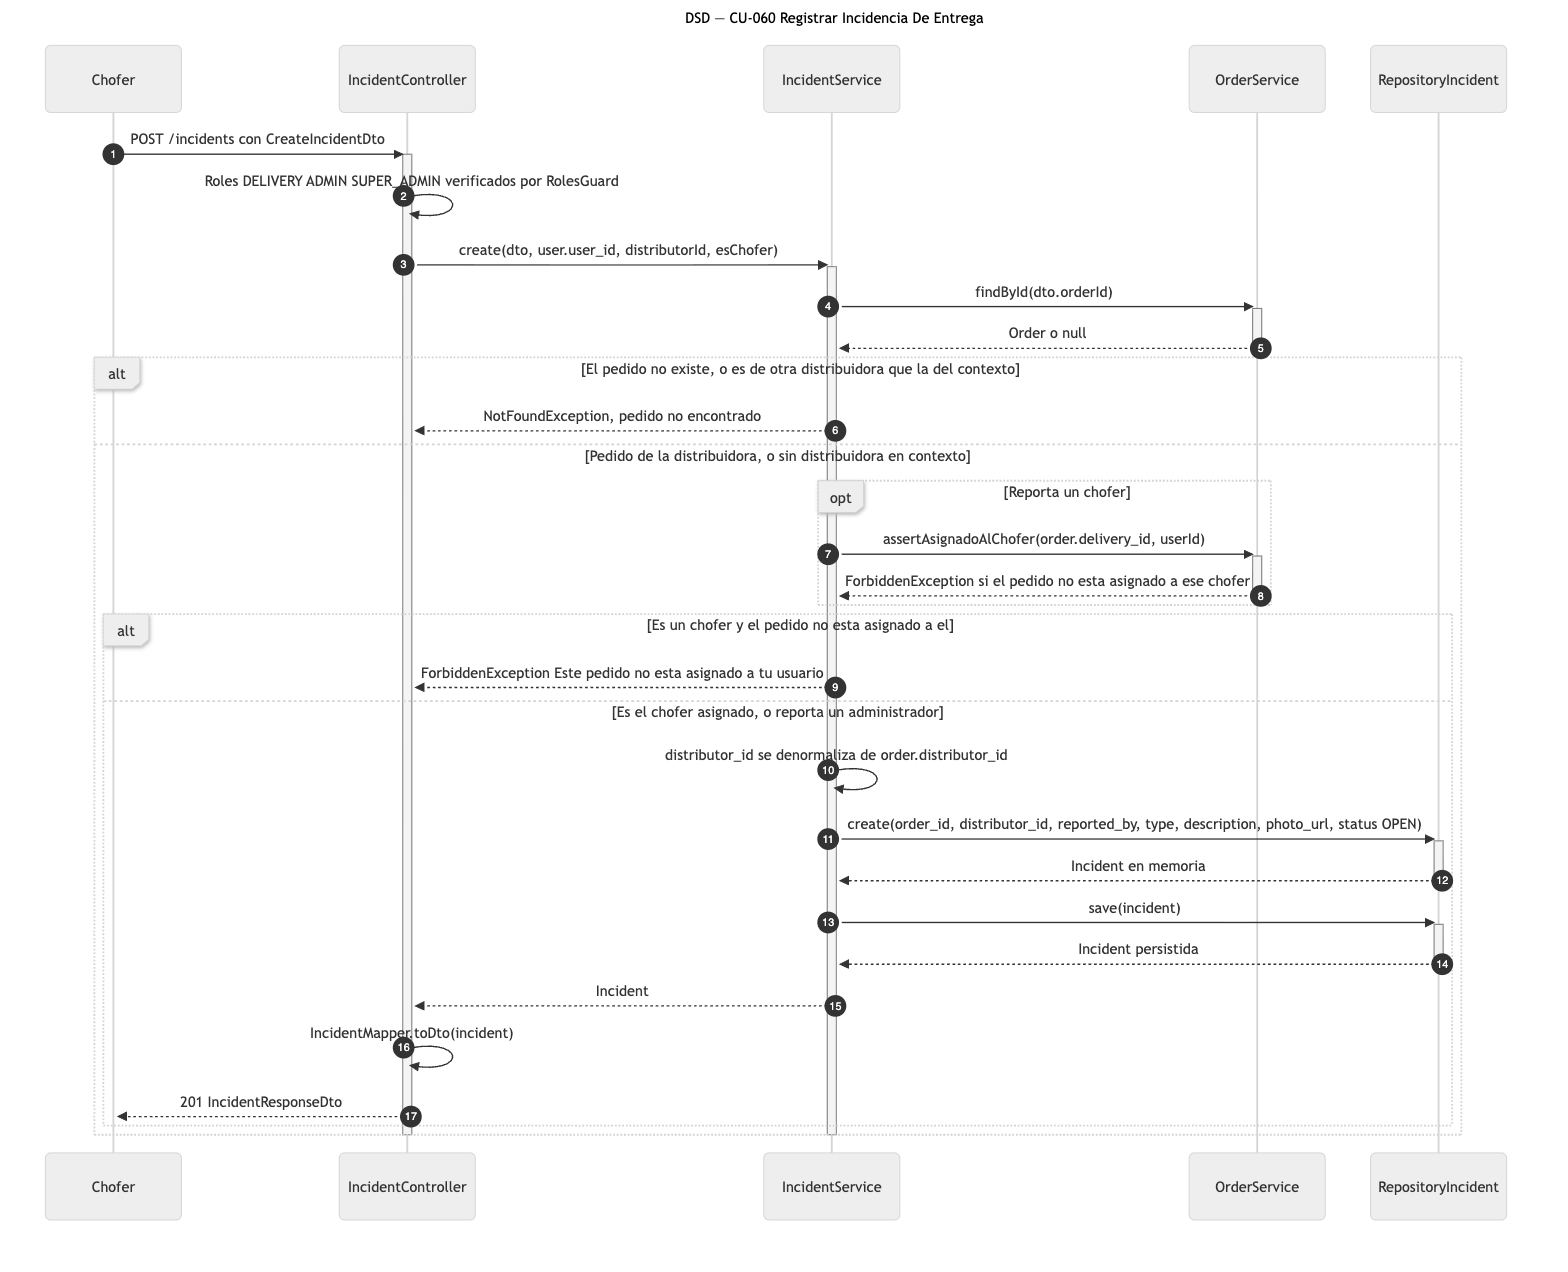 DSD — CU-060 Registrar Incidencia De Entrega
Chofer
IncidentController
IncidentService
OrderService
RepositoryIncident
POST /incidents con CreateIncidentDto
1
Roles DELIVERY ADMIN SUPER_ADMIN verificados por RolesGuard
2
create(dto, user.user_id, distributorId, esChofer)
3
findById(dto.orderId)
4
Order o null
5
alt
[El pedido no existe, o es de otra distribuidora que la del contexto]
NotFoundException, pedido no encontrado
6
[Pedido de la distribuidora, o sin distribuidora en contexto]
opt
[Reporta un chofer]
assertAsignadoAlChofer(order.delivery_id, userId)
7
ForbiddenException si el pedido no esta asignado a ese chofer
8
alt
[Es un chofer y el pedido no esta asignado a el]
ForbiddenException Este pedido no esta asignado a tu usuario
9
[Es el chofer asignado, o reporta un administrador]
distributor_id se denormaliza de order.distributor_id
10
create(order_id, distributor_id, reported_by, type, description, photo_url, status OPEN)
11
Incident en memoria
12
save(incident)
13
Incident persistida
14
Incident
15
IncidentMapper.toDto(incident)
16
201 IncidentResponseDto
17
Chofer
IncidentController
IncidentService
OrderService
RepositoryIncident